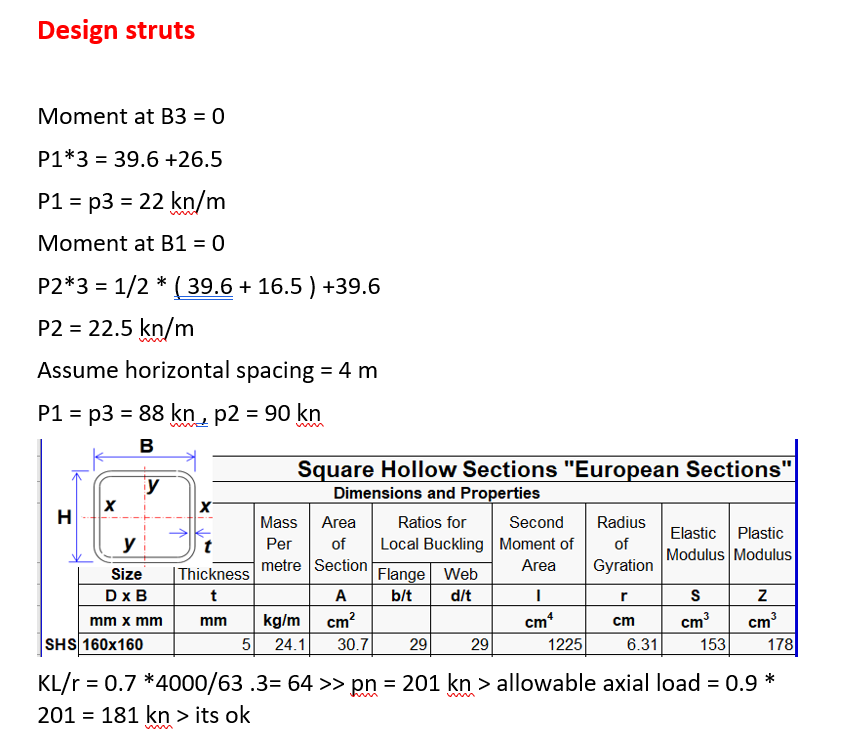 Design struts
Moment at B3 = 0
P1*3 = 39.6 +26.5
P1 = p3 = 22 kn/m
Moment at B1 = 0
P2*3 = 1/2 * ( 39.6 + 16.5 ) +39.6
P2 = 22.5 kn/m
Assume horizontal spacing = 4 m
P1 = p3 = 88 kn , p2 = 90 kn
B
y
x
x
H
y
t
Square Hollow Sections "European Sections"
Dimensions and Properties
Mass Per metre
Area of Section
Ratios for Local Buckling
Second Moment of Area
Radius of Gyration
Elastic Modulus
Plastic Modulus
Size Thickness Flange Web
D x B t A b/t d/t I r S Z
mm x mm mm kg/m cm² cm⁴ cm cm³ cm³
SHS 160x160 5 24.1 30.7 29 29 1225 6.31 153 178
KL/r = 0.7 *4000/63 .3= 64 >> pn = 201 kn > allowable axial load = 0.9 *
201 = 181 kn > its ok